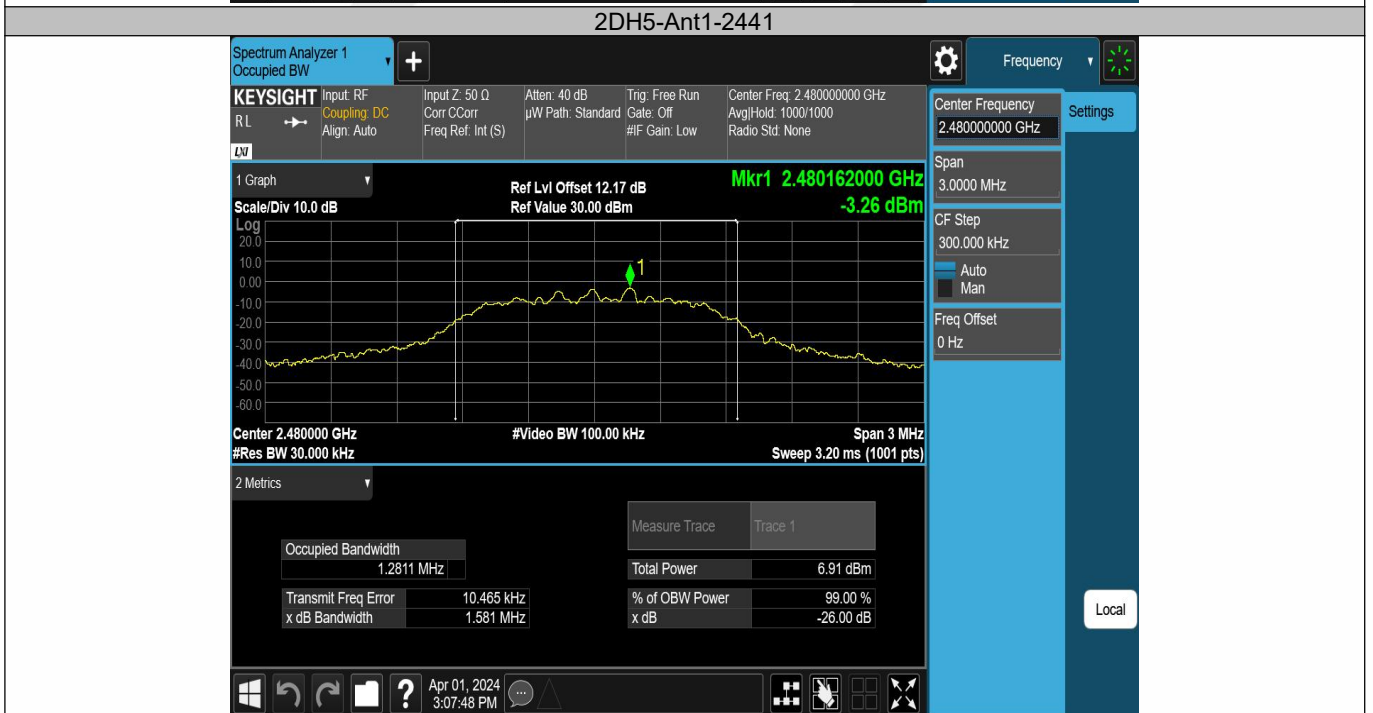 2DH5-Ant1-2441
Spectrum Analyzer 1
Occupied BW
Frequency
KEYSIGHT
RL
LXI
Input: RF
Coupling: DC
Align: Auto
Input Z: 50 Ω
Corr CCorr
Freq Ref: Int (S)
Atten: 40 dB
µW Path: Standard
Trig: Free Run
Gate: Off
#IF Gain: Low
Center Freq: 2.480000000 GHz
Avg|Hold: 1000/1000
Radio Std: None
Center Frequency
2.480000000 GHz
Settings
Span
3.0000 MHz
CF Step
300.000 kHz
Auto
Man
Freq Offset
0 Hz
1 Graph
Scale/Div 10.0 dB
Ref Lvl Offset 12.17 dB
Ref Value 30.00 dBm
Mkr1 2.480162000 GHz
-3.26 dBm
Log
20.0
10.0
0.00
-10.0
-20.0
-30.0
-40.0
-50.0
-60.0
1
Center 2.480000 GHz
#Video BW 100.00 kHz
Span 3 MHz
#Res BW 30.000 kHz
Sweep 3.20 ms (1001 pts)
2 Metrics
Measure Trace Trace 1
Occupied Bandwidth
1.2811 MHz
Total Power 6.91 dBm
Transmit Freq Error 10.465 kHz
% of OBW Power 99.00 %
x dB Bandwidth 1.581 MHz
x dB -26.00 dB
Local
?
Apr 01, 2024
3:07:48 PM